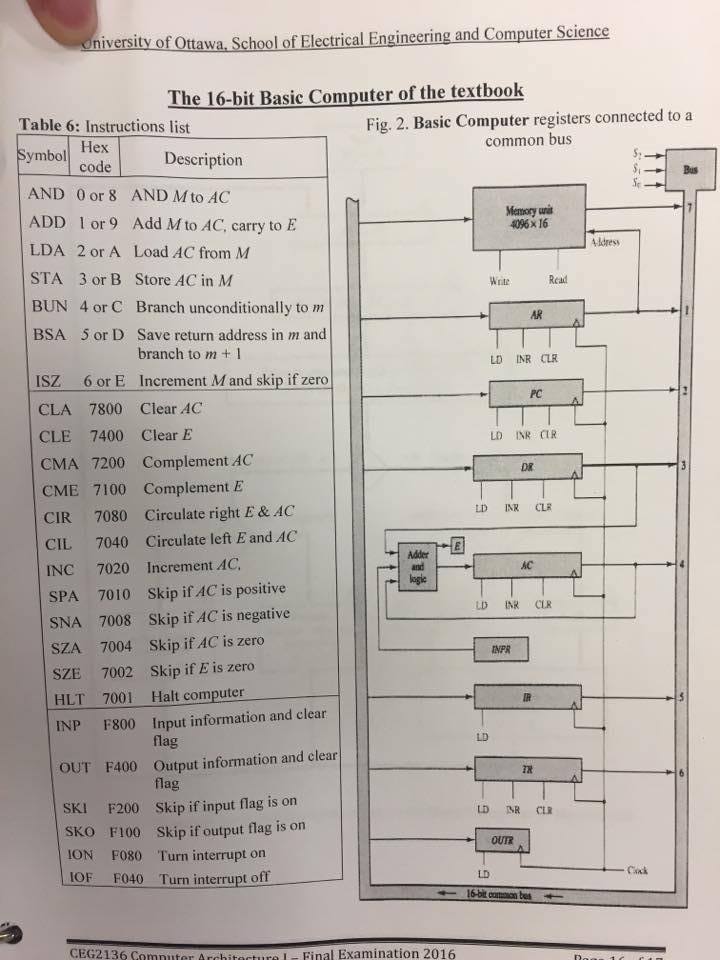 University of Ottawa, School of Electrical Engineering and Computer Science
The 16-bit Basic Computer of the textbook
Table 6: Instructions list
Symbol Hex code Description
AND 0 or 8 AND M to AC
ADD 1 or 9 Add M to AC, carry to E
LDA 2 or A Load AC from M
STA 3 or B Store AC in M
BUN 4 or C Branch unconditionally to m
BSA 5 or D Save return address in m and
branch to m + 1
ISZ 6 or E Increment M and skip if zero
CLA 7800 Clear AC
CLE 7400 Clear E
CMA 7200 Complement AC
CME 7100 Complement E
CIR 7080 Circulate right E & AC
CIL 7040 Circulate left E and AC
INC 7020 Increment AC,
SPA 7010 Skip if AC is positive
SNA 7008 Skip if AC is negative
SZA 7004 Skip if AC is zero
SZE 7002 Skip if E is zero
HLT 7001 Halt computer
INP F800 Input information and clear
flag
OUT F400 Output information and clear
flag
SKI F200 Skip if input flag is on
SKO F100 Skip if output flag is on
ION F080 Turn interrupt on
IOF F040 Turn interrupt off
Fig. 2. Basic Computer registers connected to a
common bus
S2
S1
S0
Bus
Memory unit
4096 × 16
7
Address
Write Read
AR
1
LD INR CLR
PC
2
LD INR CLR
DR
3
LD INR CLR
Adder
and
logic
E
AC
4
LD INR CLR
INPR
IR
5
LD
TR
6
LD INR CLR
OUTR
LD
Clock
16-bit common bus
CEG2136 Computer Architecture I – Final Examination 2016